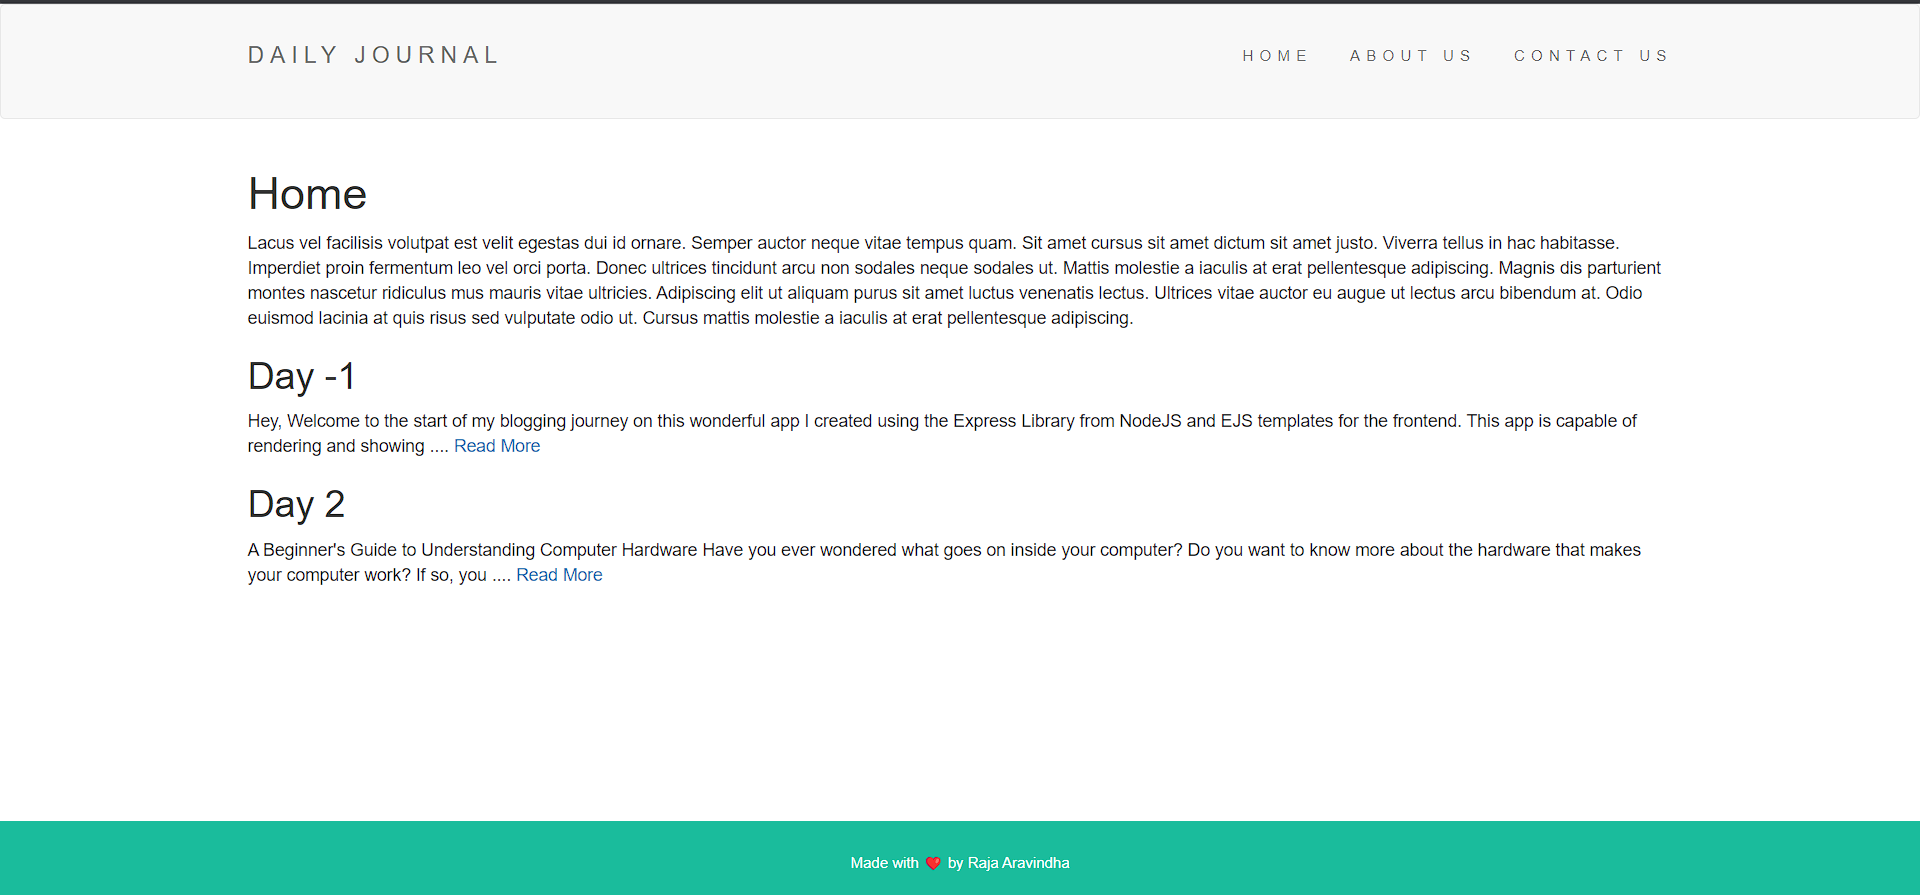 DAILY JOURNAL
HOME ABOUT US CONTACT US
Home
Lacus vel facilisis volutpat est velit egestas dui id ornare. Semper auctor neque vitae tempus quam. Sit amet cursus sit amet dictum sit amet justo. Viverra tellus in hac habitasse.
Imperdiet proin fermentum leo vel orci porta. Donec ultrices tincidunt arcu non sodales neque sodales ut. Mattis molestie a iaculis at erat pellentesque adipiscing. Magnis dis parturient
montes nascetur ridiculus mus mauris vitae ultricies. Adipiscing elit ut aliquam purus sit amet luctus venenatis lectus. Ultrices vitae auctor eu augue ut lectus arcu bibendum at. Odio
euismod lacinia at quis risus sed vulputate odio ut. Cursus mattis molestie a iaculis at erat pellentesque adipiscing.
Day -1
Hey, Welcome to the start of my blogging journey on this wonderful app I created using the Express Library from NodeJS and EJS templates for the frontend. This app is capable of
rendering and showing .... Read More
Day 2
A Beginner's Guide to Understanding Computer Hardware Have you ever wondered what goes on inside your computer? Do you want to know more about the hardware that makes
your computer work? If so, you .... Read More
Made with ❤️ by Raja Aravindha